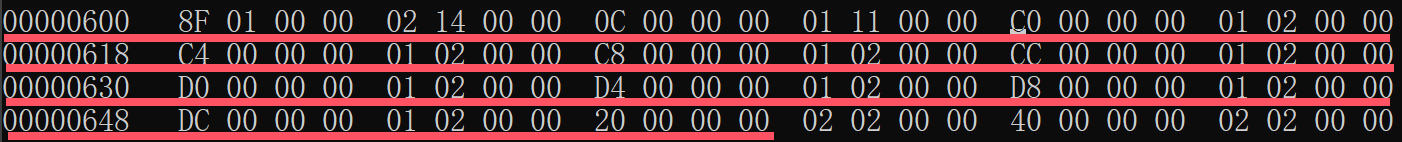 00000600 8F 01 00 00 02 14 00 00 0C 00 00 00 01 11 00 00 C0 00 00 00 01 02 00 00
00000618 C4 00 00 00 01 02 00 00 C8 00 00 00 01 02 00 00 CC 00 00 00 01 02 00 00
00000630 D0 00 00 00 01 02 00 00 D4 00 00 00 01 02 00 00 D8 00 00 00 01 02 00 00
00000648 DC 00 00 00 01 02 00 00 20 00 00 00 02 02 00 00 40 00 00 00 02 02 00 00